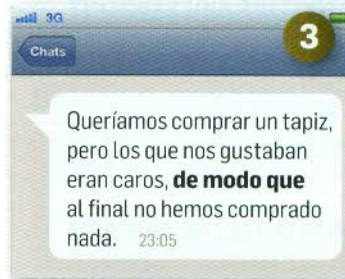 3G
3
Chats
Queríamos comprar un tapiz,
pero los que nos gustaban
eran caros, de modo que
al final no hemos comprado
nada. 23:05